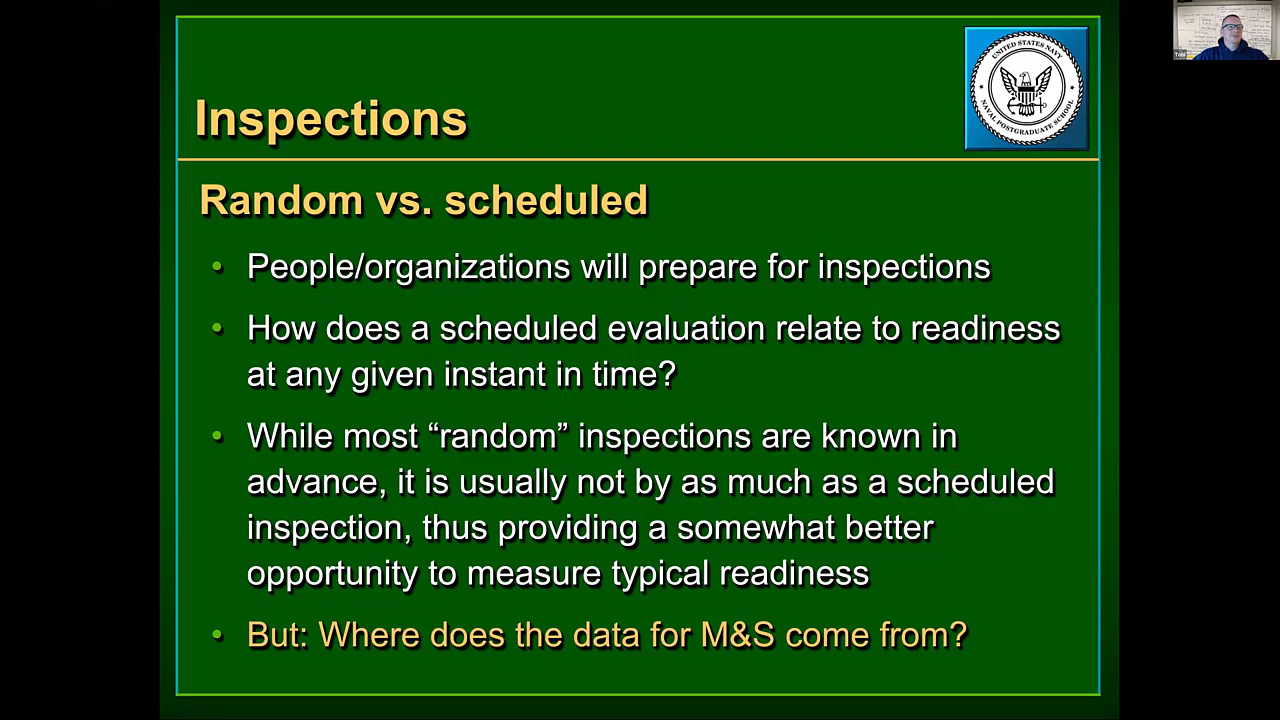 Inspections
UNITED STATES NAVY
NAVAL POSTGRADUATE SCHOOL
Random vs. scheduled
• People/organizations will prepare for inspections
• How does a scheduled evaluation relate to readiness
at any given instant in time?
• While most “random” inspections are known in
advance, it is usually not by as much as a scheduled
inspection, thus providing a somewhat better
opportunity to measure typical readiness
• But: Where does the data for M&S come from?